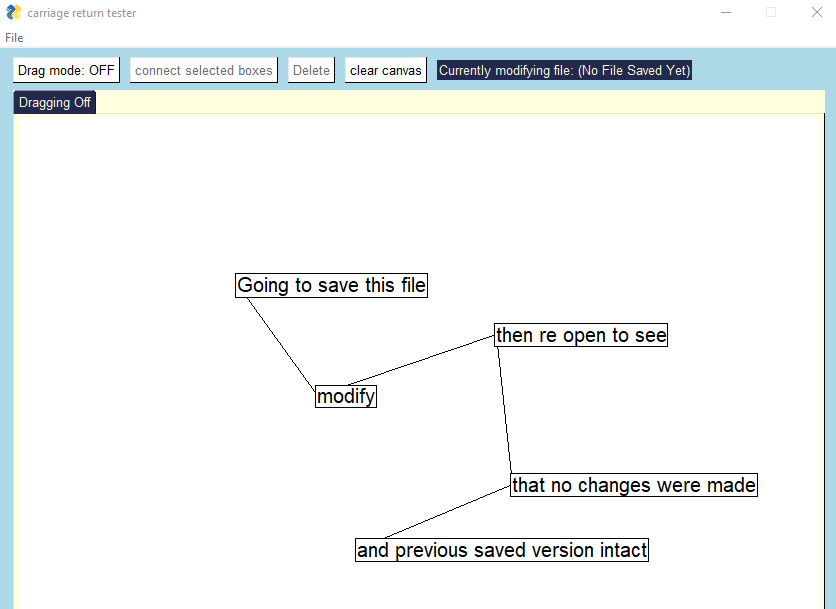 carriage return tester
File
Drag mode: OFF connect selected boxes Delete clear canvas Currently modifying file: (No File Saved Yet)
Dragging Off
Going to save this file
then re open to see
modify
that no changes were made
and previous saved version intact